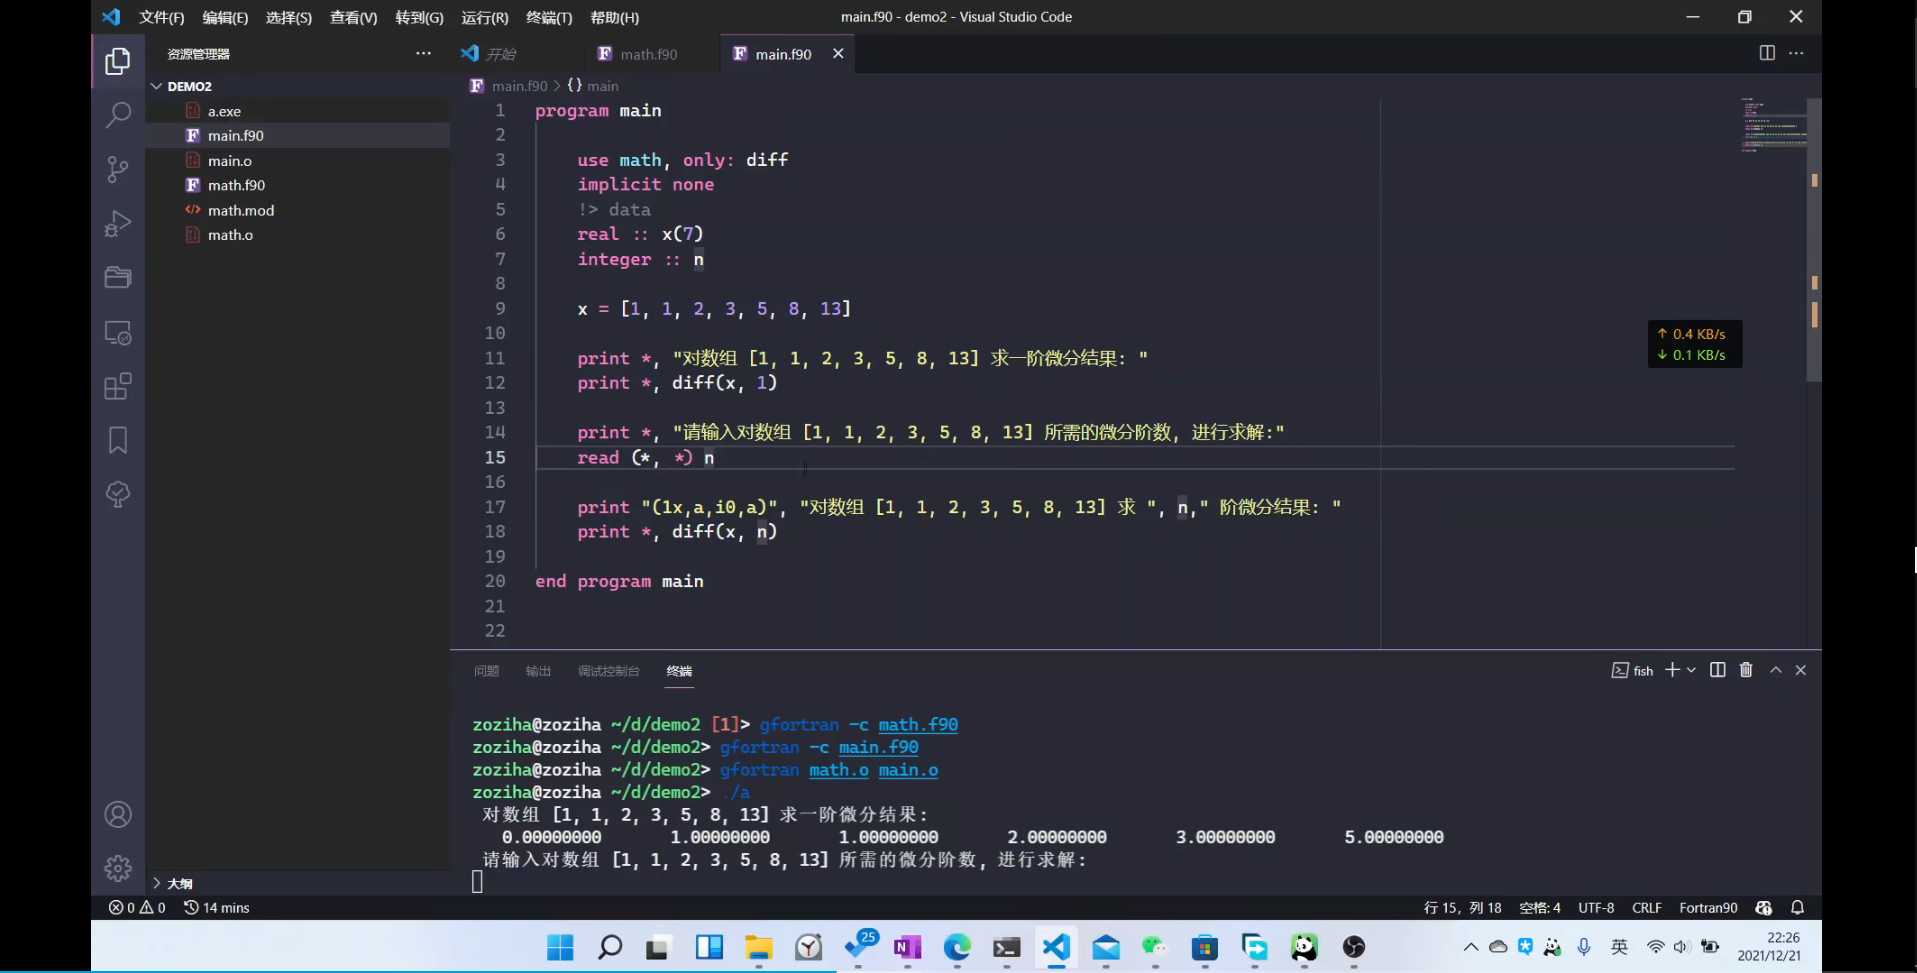 文件(F) 编辑(E) 选择(S) 查看(V) 转到(G) 运行(R) 终端(T) 帮助(H)
main.f90 - demo2 - Visual Studio Code
资源管理器
开始 math.f90 main.f90
DEMO2
a.exe
main.f90
main.o
math.f90
math.mod
math.o
大纲
main.f90 > {} main
1 program main
2
3 use math, only: diff
4 implicit none
5 !> data
6 real :: x(7)
7 integer :: n
8
9 x = [1, 1, 2, 3, 5, 8, 13]
10
11 print *, "对数组 [1, 1, 2, 3, 5, 8, 13] 求一阶微分结果: "
12 print *, diff(x, 1)
13
14 print *, "请输入对数组 [1, 1, 2, 3, 5, 8, 13] 所需的微分阶数, 进行求解:"
15 read (*, *) n
16
17 print "(1x,a,i0,a)", "对数组 [1, 1, 2, 3, 5, 8, 13] 求 ", n," 阶微分结果: "
18 print *, diff(x, n)
19
20 end program main
21
22
↑ 0.4 KB/s
↓ 0.1 KB/s
问题 输出 调试控制台 终端
fish
zoziha@zoziha ~/d/demo2 [1]> gfortran -c math.f90
zoziha@zoziha ~/d/demo2> gfortran -c main.f90
zoziha@zoziha ~/d/demo2> gfortran math.o main.o
zoziha@zoziha ~/d/demo2> ./a
对数组 [1, 1, 2, 3, 5, 8, 13] 求一阶微分结果:
0.00000000 1.00000000 1.00000000 2.00000000 3.00000000 5.00000000
请输入对数组 [1, 1, 2, 3, 5, 8, 13] 所需的微分阶数, 进行求解:
0 0 14 mins
行 15, 列 18 空格: 4 UTF-8 CRLF Fortran90
25
英
22:26
2021/12/21